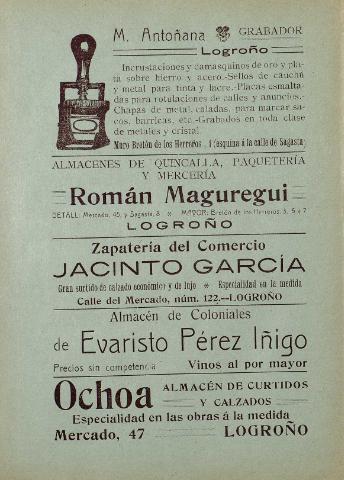 M. Antoñana GRABADOR
Logroño
Incrustaciones y damasquinos de oro y pla-
ta sobre hierro y acero.-Sellos de cauchú
y metal para tinta y lacre.-Placas esmalta-
das para rotulaciones de calles y anuncios.-
Chapas de metal, caladas, para marcar sa-
cos, barricas, etc.-Grabados en toda clase
de metales y cristal.
Muro Bretón de los Herreros, 1 (esquina á la calle de Sagasta)
ALMACENES DE QUINCALLA, PAQUETERÍA
Y MERCERÍA
Román Maguregui
DETALL: Mercado, 45, y Sagasta, 8 MAYOR: Bretón de los Herreros, 3, 5 y 7
LOGROÑO
Zapatería del Comercio
JACINTO GARCÍA
Gran surtido de calzado económico y de lujo Especialidad en la medida
Calle del Mercado, núm. 122.--LOGROÑO
Almacén de Coloniales
de Evaristo Pérez Iñigo
Precios sin competencia Vinos al por mayor
Ochoa ALMACÉN DE CURTIDOS
Y CALZADOS
Especialidad en las obras á la medida
Mercado, 47 LOGROÑO